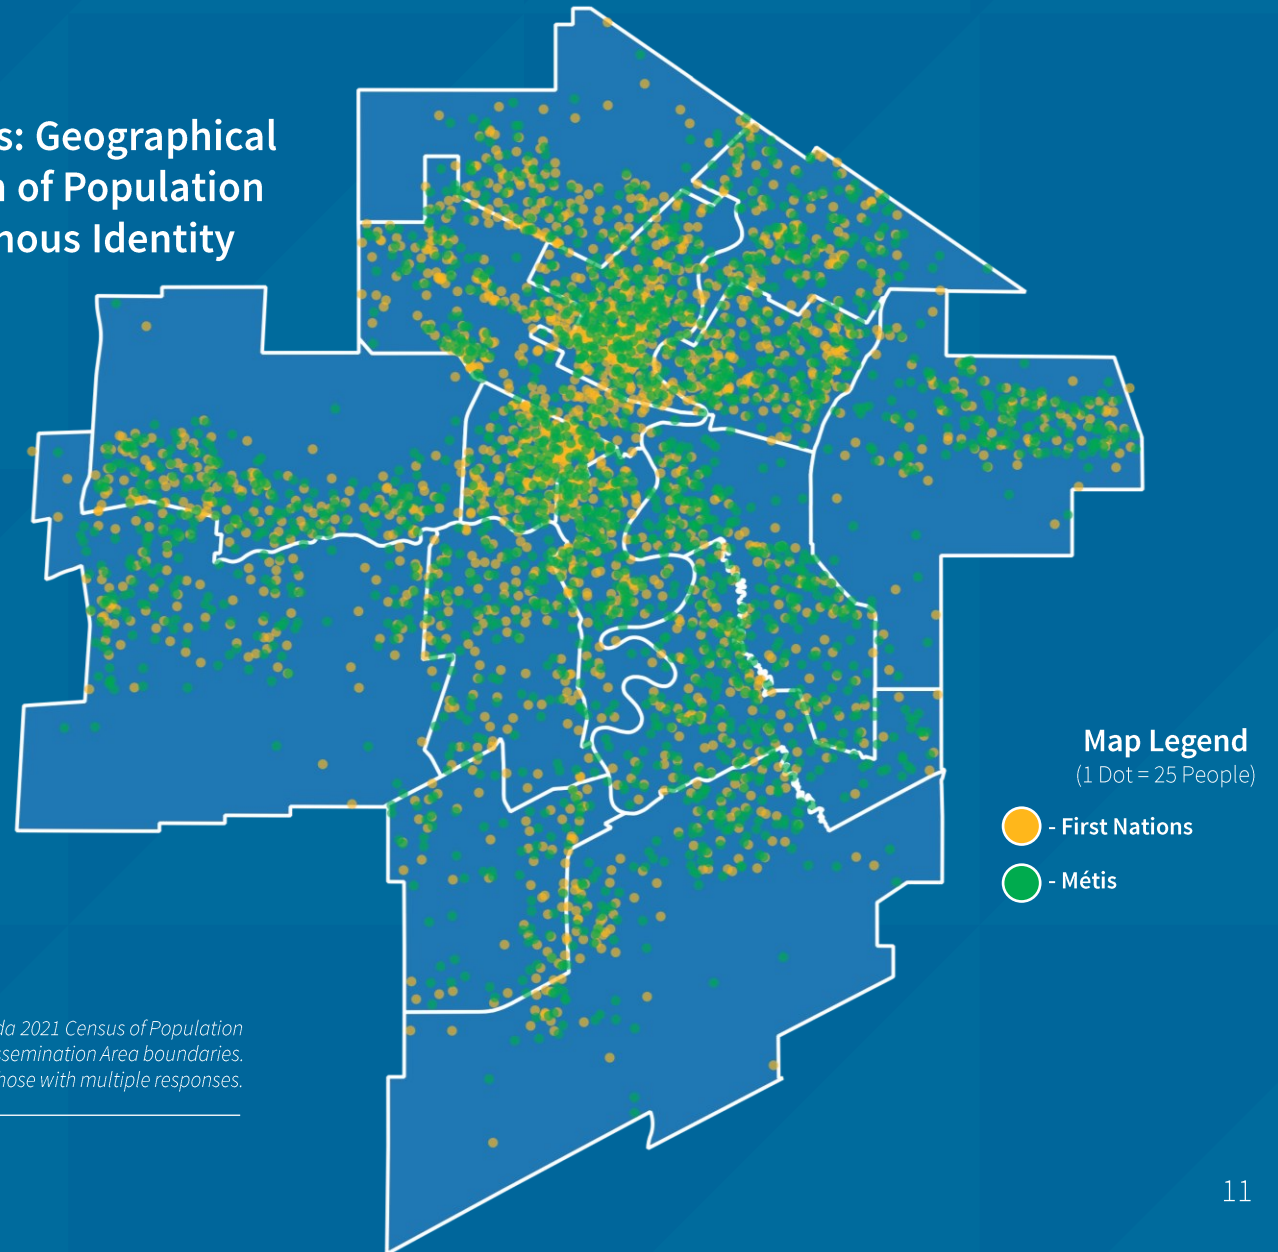 s: Geographical
n of Population
nous Identity
Map Legend
(1 Dot = 25 People)
- First Nations
- Métis
da 2021 Census of Population
ssemination Area boundaries.
hose with multiple responses.
11